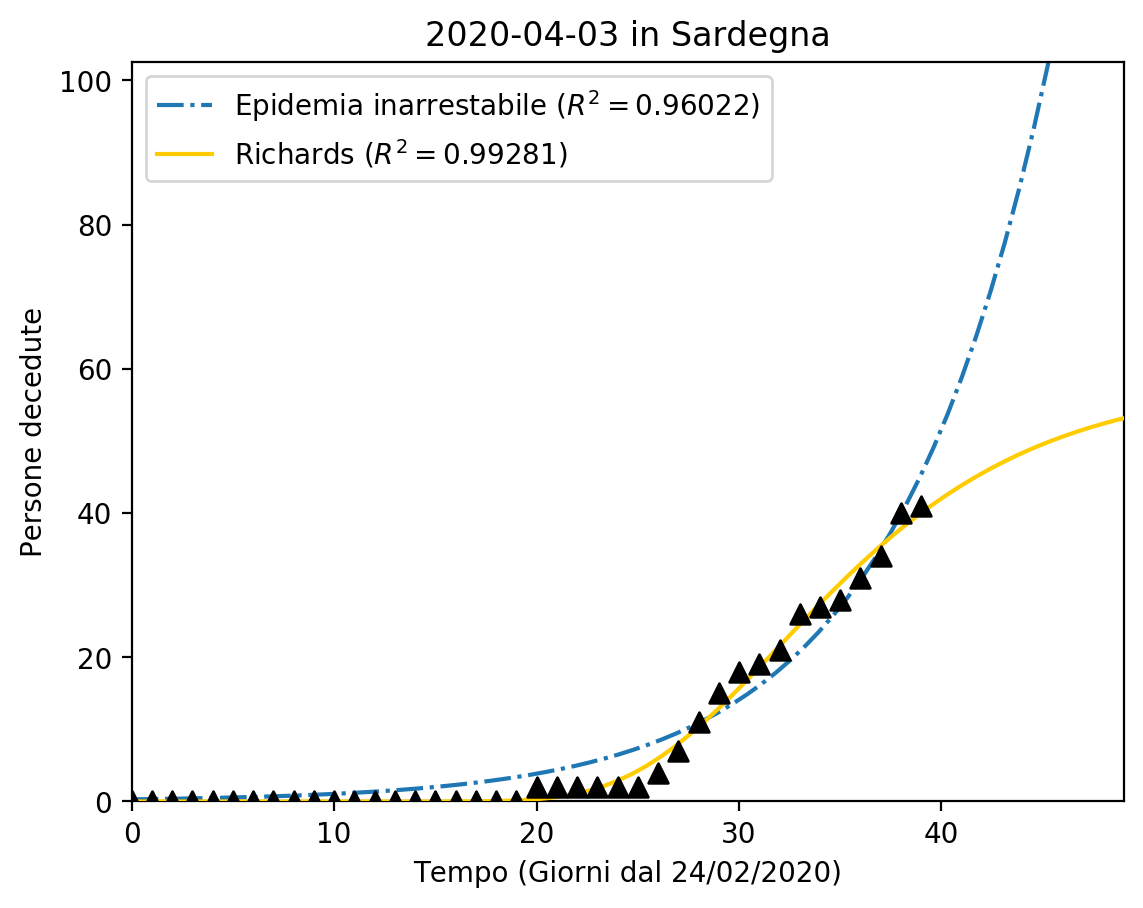 2020-04-03 in Sardegna
Epidemia inarrestabile (R² = 0.96022)
Richards (R² = 0.99281)
Persone decedute
100
80
60
40
20
0
0 10 20 30 40
Tempo (Giorni dal 24/02/2020)